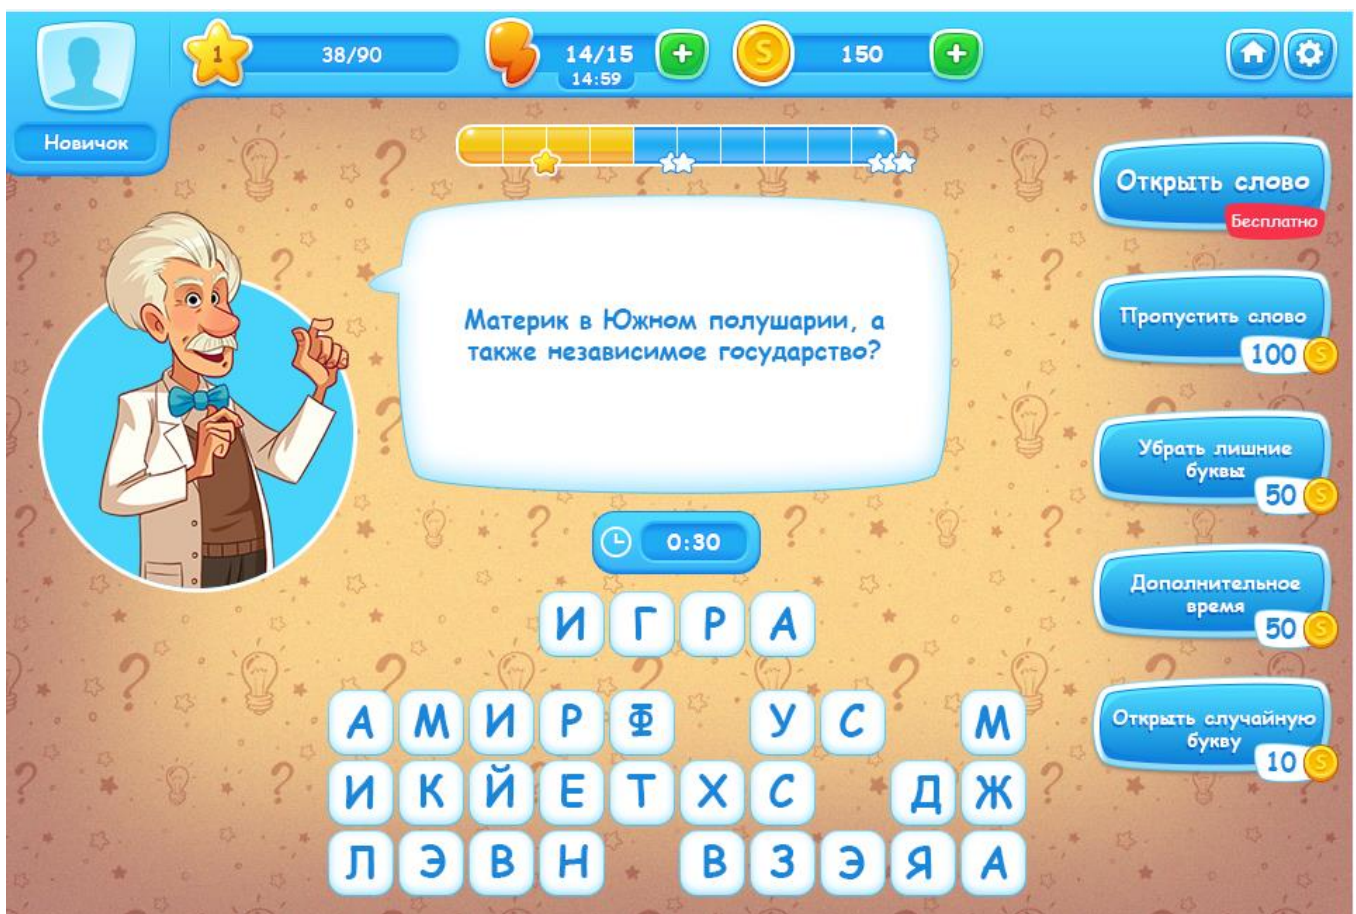 1
38/90
14/15
14:59
S
150
Новичок
Материк в Южном полушарии, а
также независимое государство?
0:30
И Г Р А
А М И Р Ф У С М
И К Й Е Т Х С Д Ж
Л Э В Н В З Э Я А
Открыть слово
Бесплатно
Пропустить слово
100 S
Убрать лишние
буквы
50 S
Дополнительное
время
50 S
Открыть случайную
букву
10 S